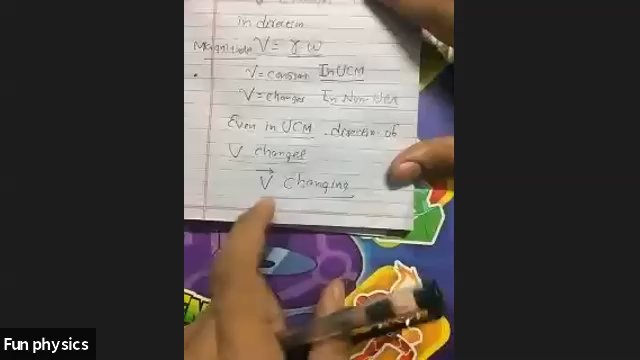 in direction
Magnitude V = r ω
V = constant In UCM
V = changes In Non-UCM
Even in UCM direction of
V changes
V⃗ changing
Fun physics